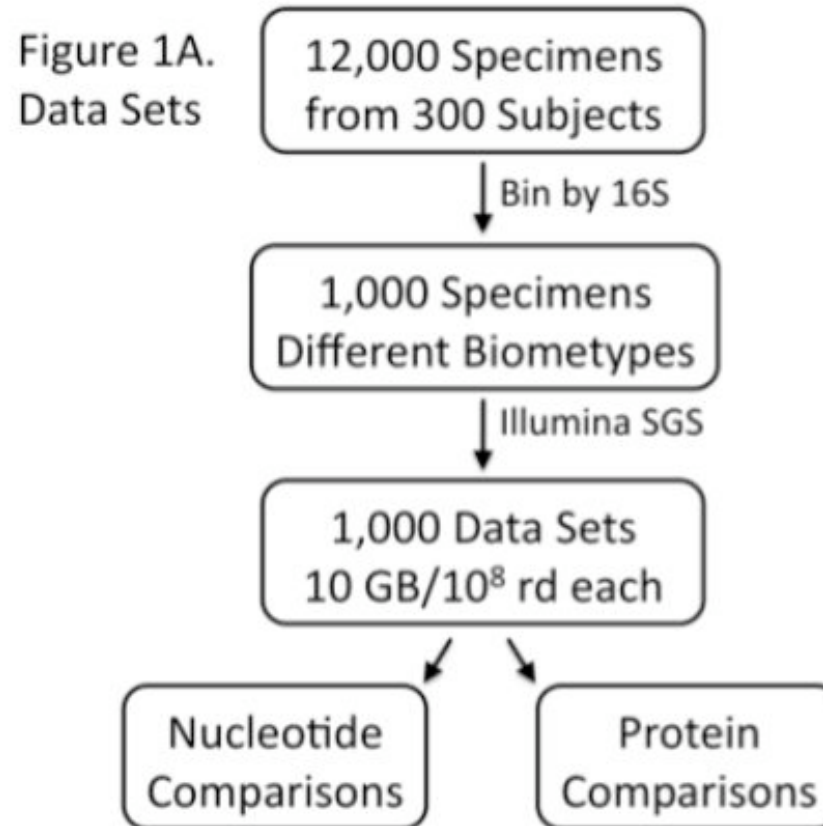 Figure 1A.
Data Sets
12,000 Specimens
from 300 Subjects
Bin by 16S
1,000 Specimens
Different Biometypes
Illumina SGS
1,000 Data Sets
10 GB/10⁸ rd each
Nucleotide
Comparisons
Protein
Comparisons